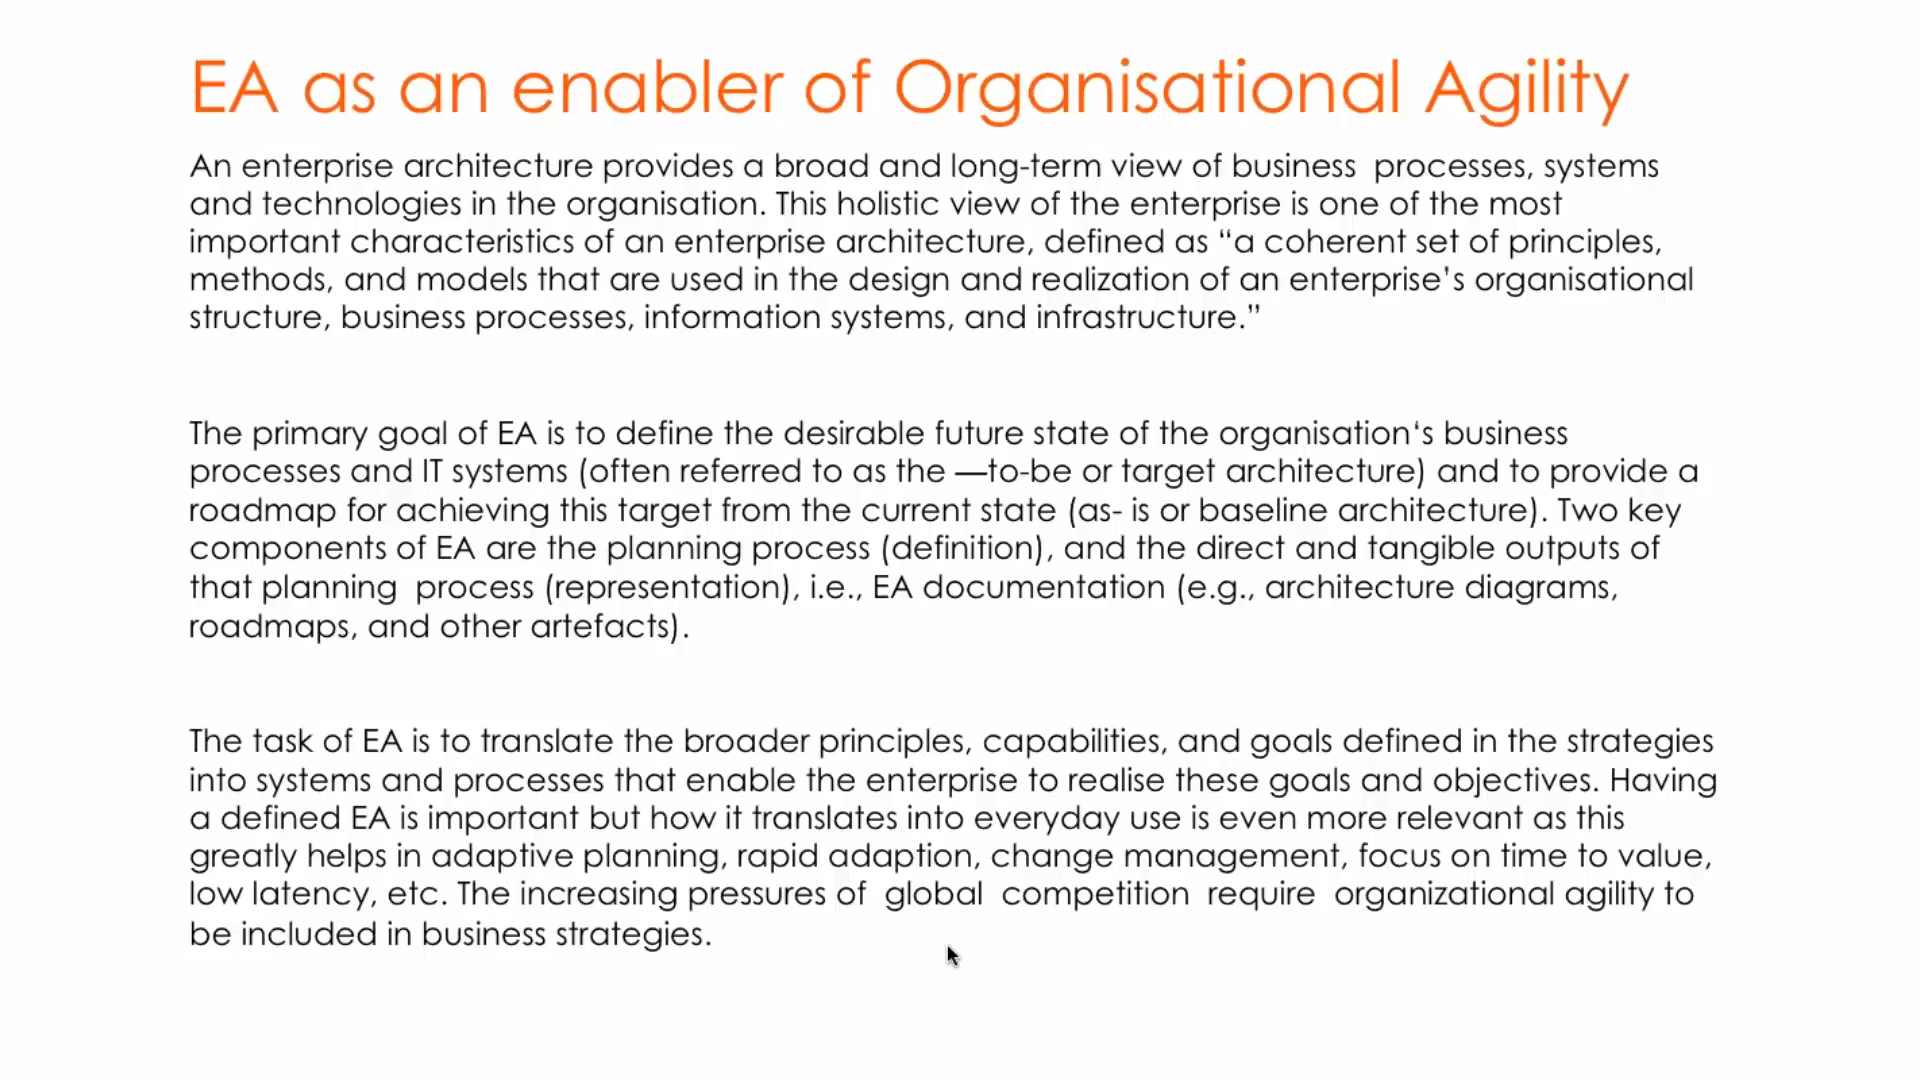 EA as an enabler of Organisational Agility
An enterprise architecture provides a broad and long-term view of business  processes, systems
and technologies in the organisation. This holistic view of the enterprise is one of the most
important characteristics of an enterprise architecture, defined as “a coherent set of principles,
methods, and models that are used in the design and realization of an enterprise’s organisational
structure, business processes, information systems, and infrastructure.”
The primary goal of EA is to define the desirable future state of the organisation‘s business
processes and IT systems (often referred to as the ―to-be or target architecture) and to provide a
roadmap for achieving this target from the current state (as- is or baseline architecture). Two key
components of EA are the planning process (definition), and the direct and tangible outputs of
that planning  process (representation), i.e., EA documentation (e.g., architecture diagrams,
roadmaps, and other artefacts).
The task of EA is to translate the broader principles, capabilities, and goals defined in the strategies
into systems and processes that enable the enterprise to realise these goals and objectives. Having
a defined EA is important but how it translates into everyday use is even more relevant as this
greatly helps in adaptive planning, rapid adaption, change management, focus on time to value,
low latency, etc. The increasing pressures of  global  competition  require  organizational agility to
be included in business strategies.